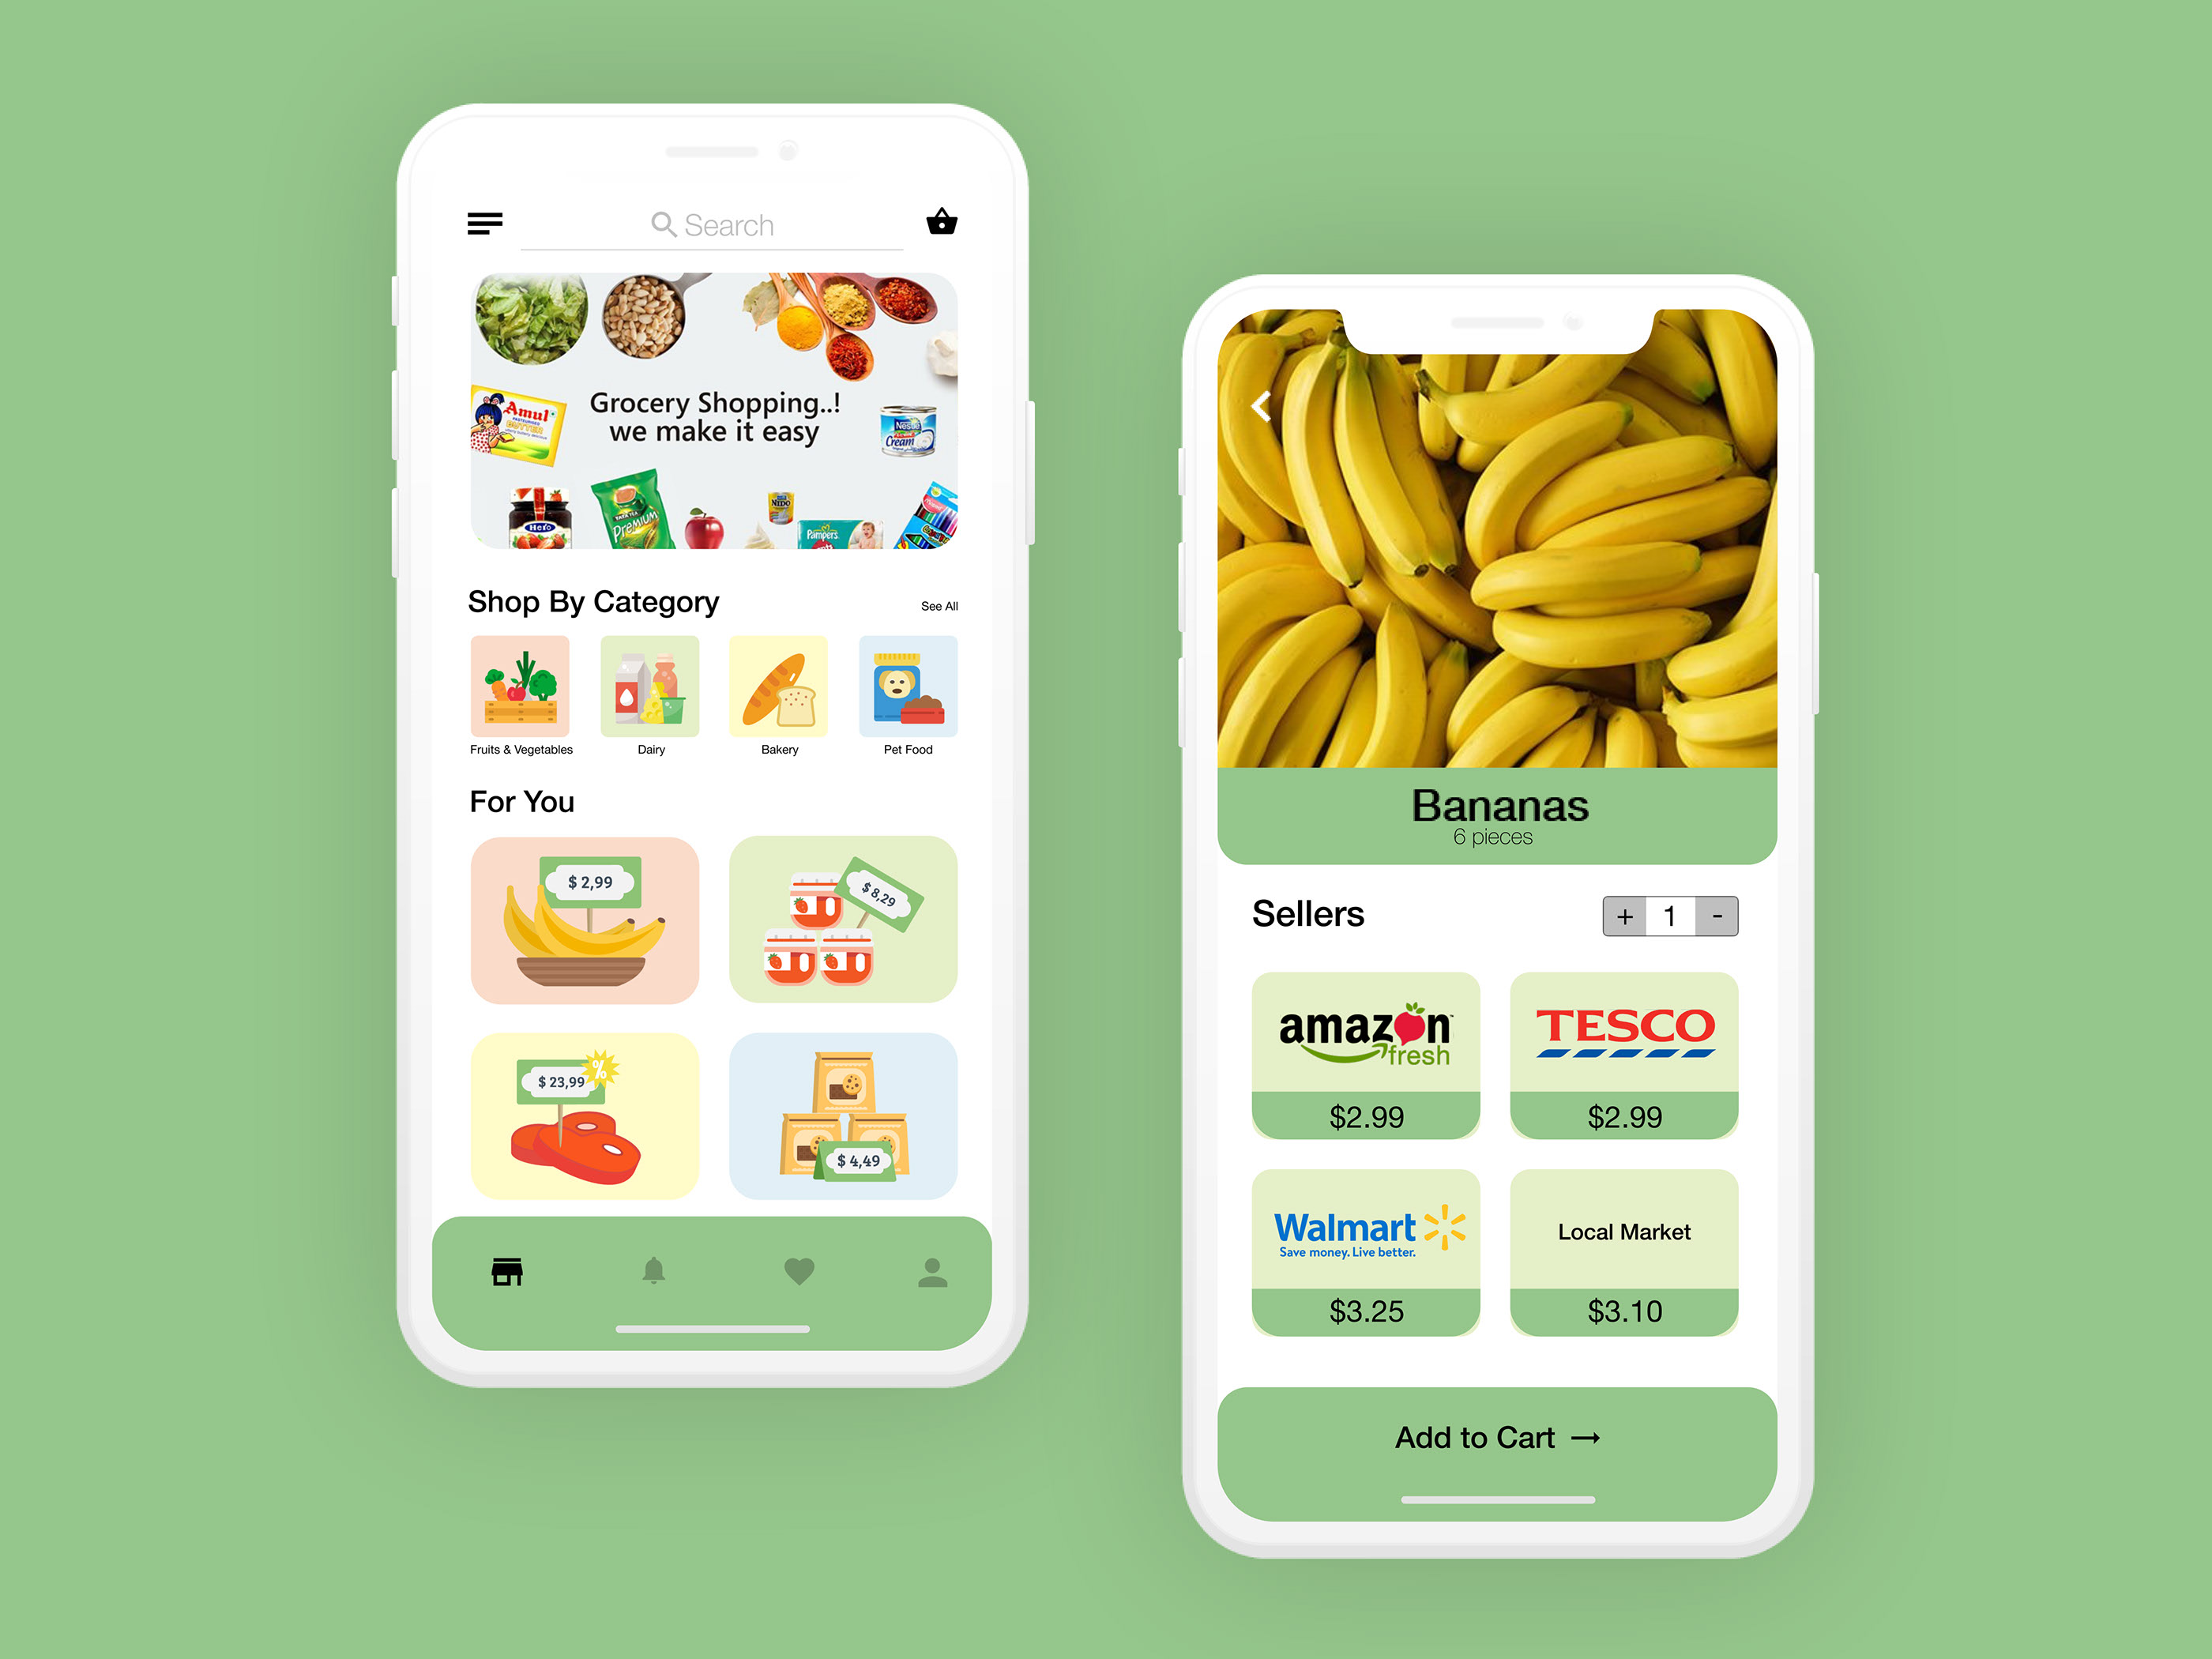 Search
Grocery Shopping..!
we make it easy
Amul
BUTTER
Nestle
Cream
Hero
TATA TEA
Premium
NIDO
Pampers
Shop By Category
See All
Fruits & Vegetables
Dairy
Bakery
Pet Food
For You
$ 2,99
$ 8,29
$ 23,99
%
$ 4,49
Bananas
6 pieces
Sellers
+ 1 -
amazon
fresh
TESCO
$2.99
$2.99
Walmart
Save money. Live better.
Local Market
$3.25
$3.10
Add to Cart →